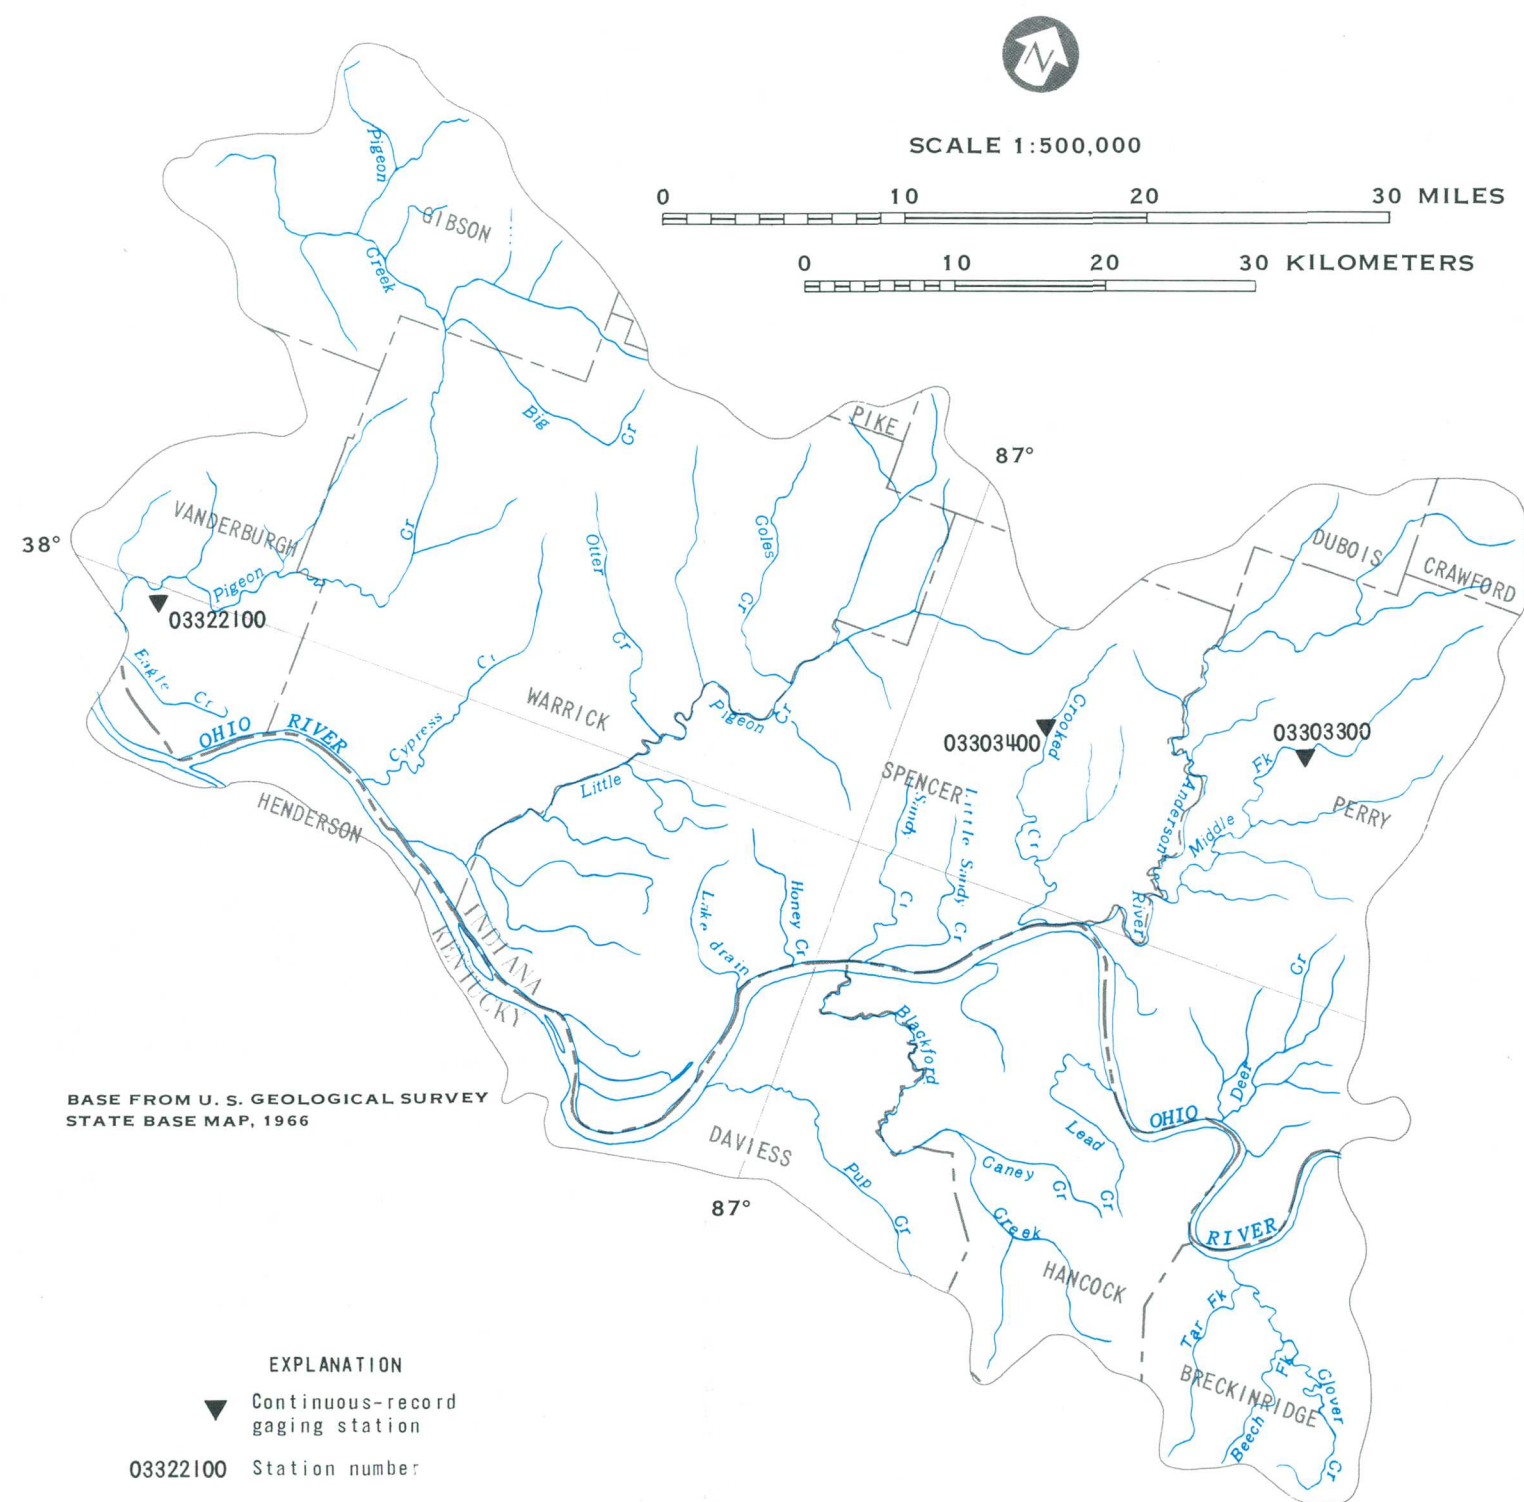 N
SCALE 1:500,000
0 10 20 30 MILES
0 10 20 30 KILOMETERS
Pigeon
GIBSON
Creek
Big
Cr
PIKE
87°
38°
VANDERBURGH
Cr
Pigeon
03322100
Otter
Cr
Coles
Cr
DUBOIS
CRAWFORD
Eagle
Cr
OHIO RIVER
Cypress
Cr
WARRICK
Pigeon
Cr
Little
HENDERSON
Crooked
03303400
Cr
03303300
Fk
Middle
PERRY
Anderson
River
SPENCER
Sandy
Cr
Little Sandy Cr
Honey Cr
Lake drain
INDIANA
KENTUCKY
Blackford
Cr
Deer
OHIO
Lead
Cr
BASE FROM U. S. GEOLOGICAL SURVEY
STATE BASE MAP, 1966
DAVIESS
87°
Pup
Cr
Caney
Cr
Creek
RIVER
HANCOCK
Tar
Fk
BRECKINRIDGE
Beech
Fk
Glover
Cr
EXPLANATION
Continuous-record
gaging station
03322100 Station number